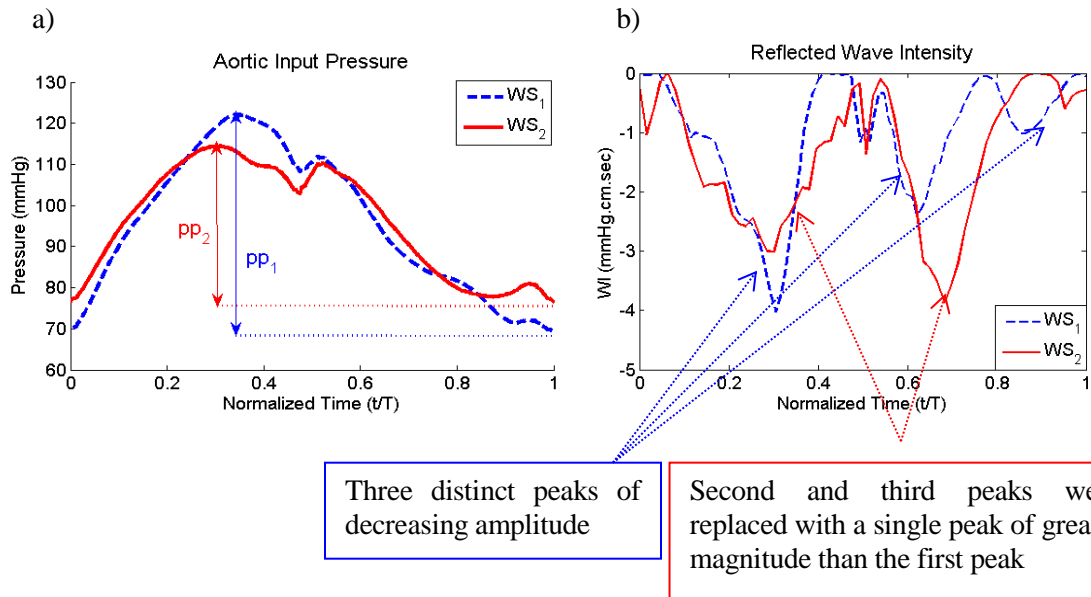 a)
Aortic Input Pressure
130
120
110
100
90
80
70
60
Pressure (mmHg)
WS1
WS2
pp2
pp1
0
0.2
0.4
0.6
0.8
1
Normalized Time (t/T)
b)
Reflected Wave Intensity
0
-1
-2
-3
-4
-5
WI (mmHg.cm.sec)
WS1
WS2
0
0.2
0.4
0.6
0.8
1
Normalized Time (t/T)
Three distinct peaks of
decreasing amplitude
Second and third peaks
replaced with a single peak of
magnitude than the first peak